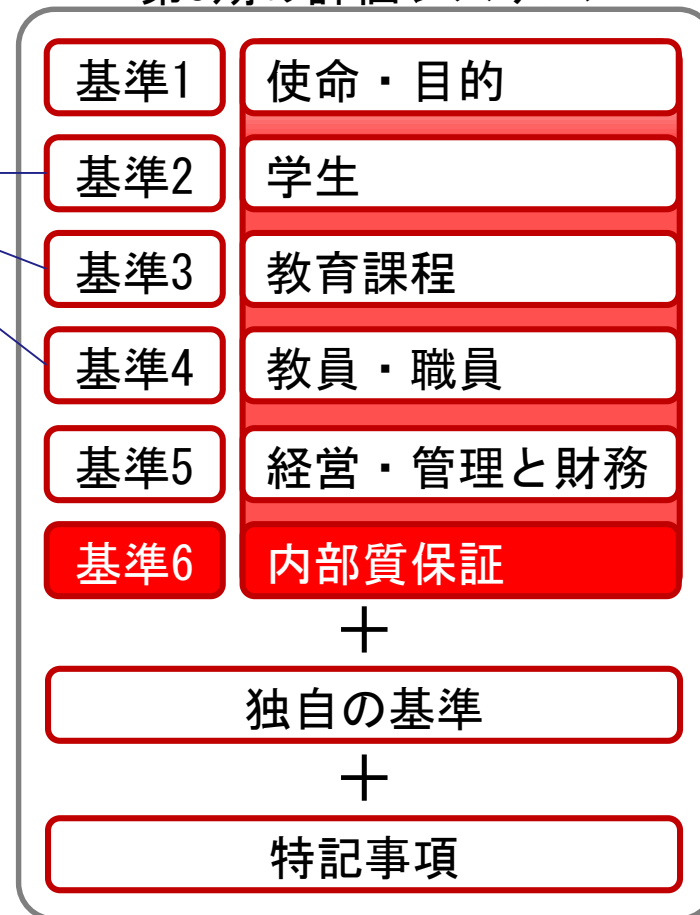 基準1 使命・目的
基準2 学生
基準3 教育課程
基準4 教員・職員
基準5 経営・管理と財務
基準6 内部質保証
＋
独自の基準
＋
特記事項